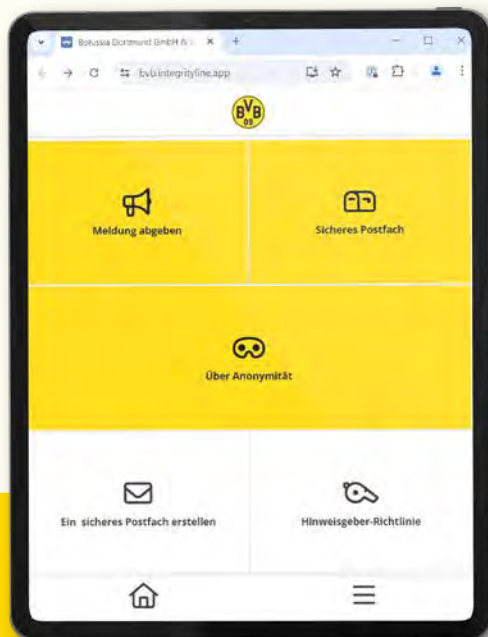 Borussia Dortmund GmbH &
bvb.integrityline.app
BVB
09
Meldung abgeben
Sicheres Postfach
Über Anonymität
Ein sicheres Postfach erstellen
Hinweisgeber-Richtlinie